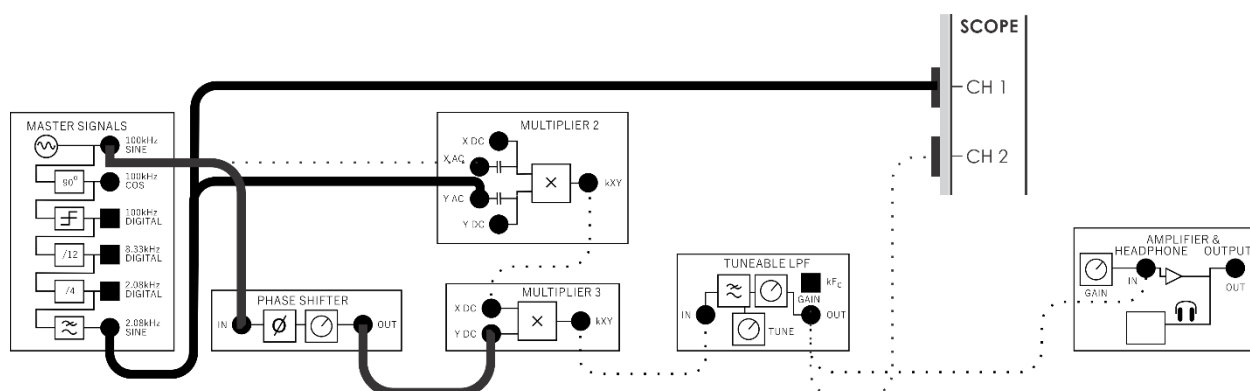 SCOPE
CH 1
CH 2
MASTER SIGNALS
100kHz
SINE
90°
100kHz
COS
100kHz
DIGITAL
/12
8.33kHz
DIGITAL
/4
2.08kHz
DIGITAL
2.08kHz
SINE
MULTIPLIER 2
X DC
X AC
Y AC
Y DC
×
kXY
PHASE SHIFTER
IN
Ø
OUT
MULTIPLIER 3
X DC
Y DC
×
kXY
TUNEABLE LPF
kFC
GAIN
IN
OUT
TUNE
AMPLIFIER &
HEADPHONE
OUTPUT
GAIN
IN
OUT